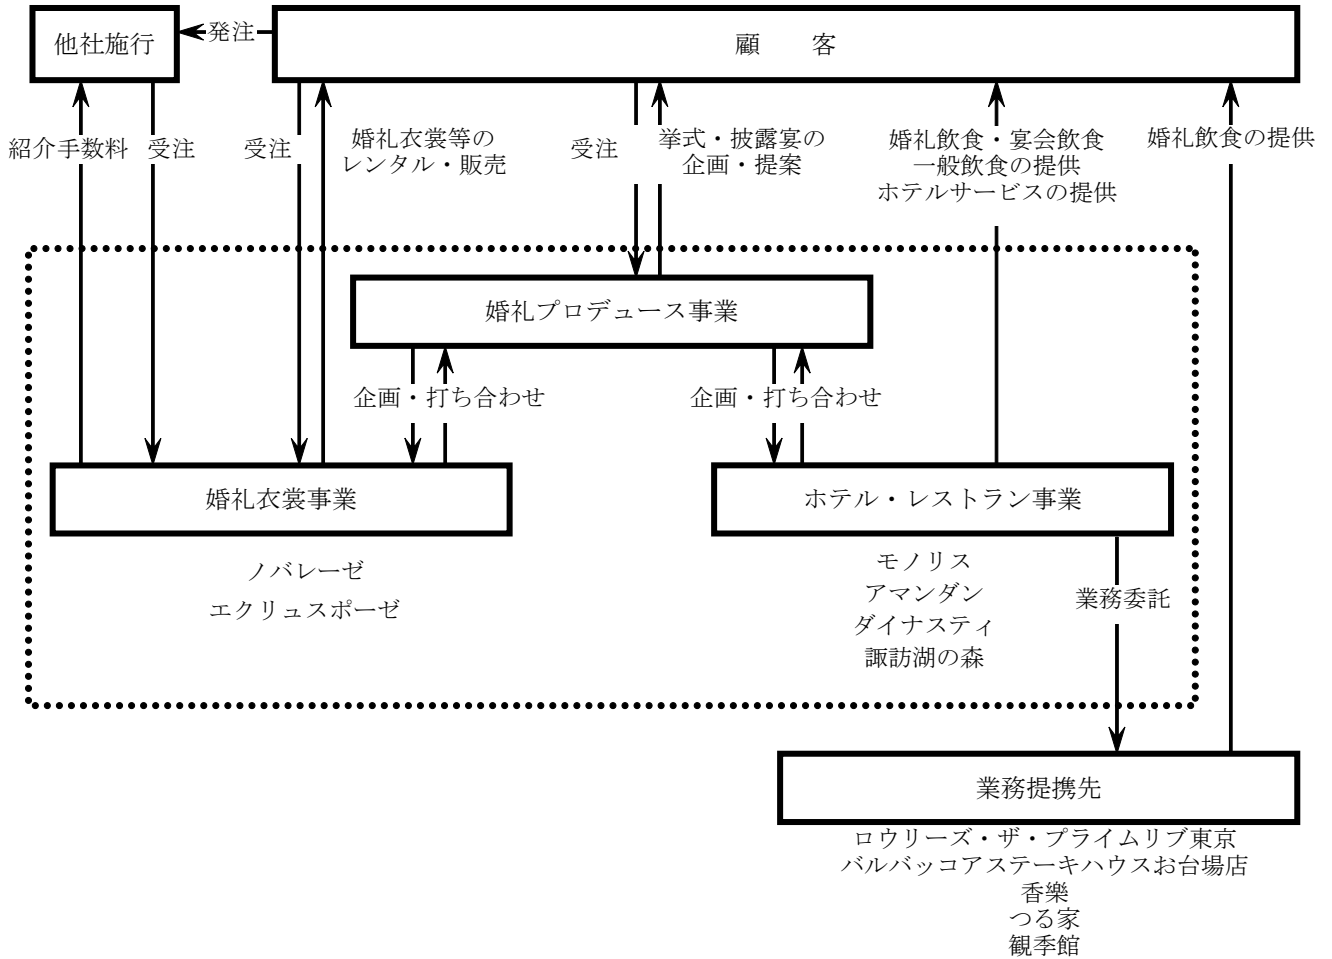 他社施行
発注
顧　　客
紹介手数料
受注
受注
婚礼衣裳等の
レンタル・販売
受注
挙式・披露宴の
企画・提案
婚礼飲食・宴会飲食
一般飲食の提供
ホテルサービスの提供
婚礼飲食の提供
婚礼プロデュース事業
企画・打ち合わせ
企画・打ち合わせ
婚礼衣裳事業
ノバレーゼ
エクリュスポーゼ
ホテル・レストラン事業
モノリス
アマンダン
ダイナスティ
諏訪湖の森
業務委託
業務提携先
ロウリーズ・ザ・プライムリブ東京
バルバッコアステーキハウスお台場店
香樂
つる家
観季館